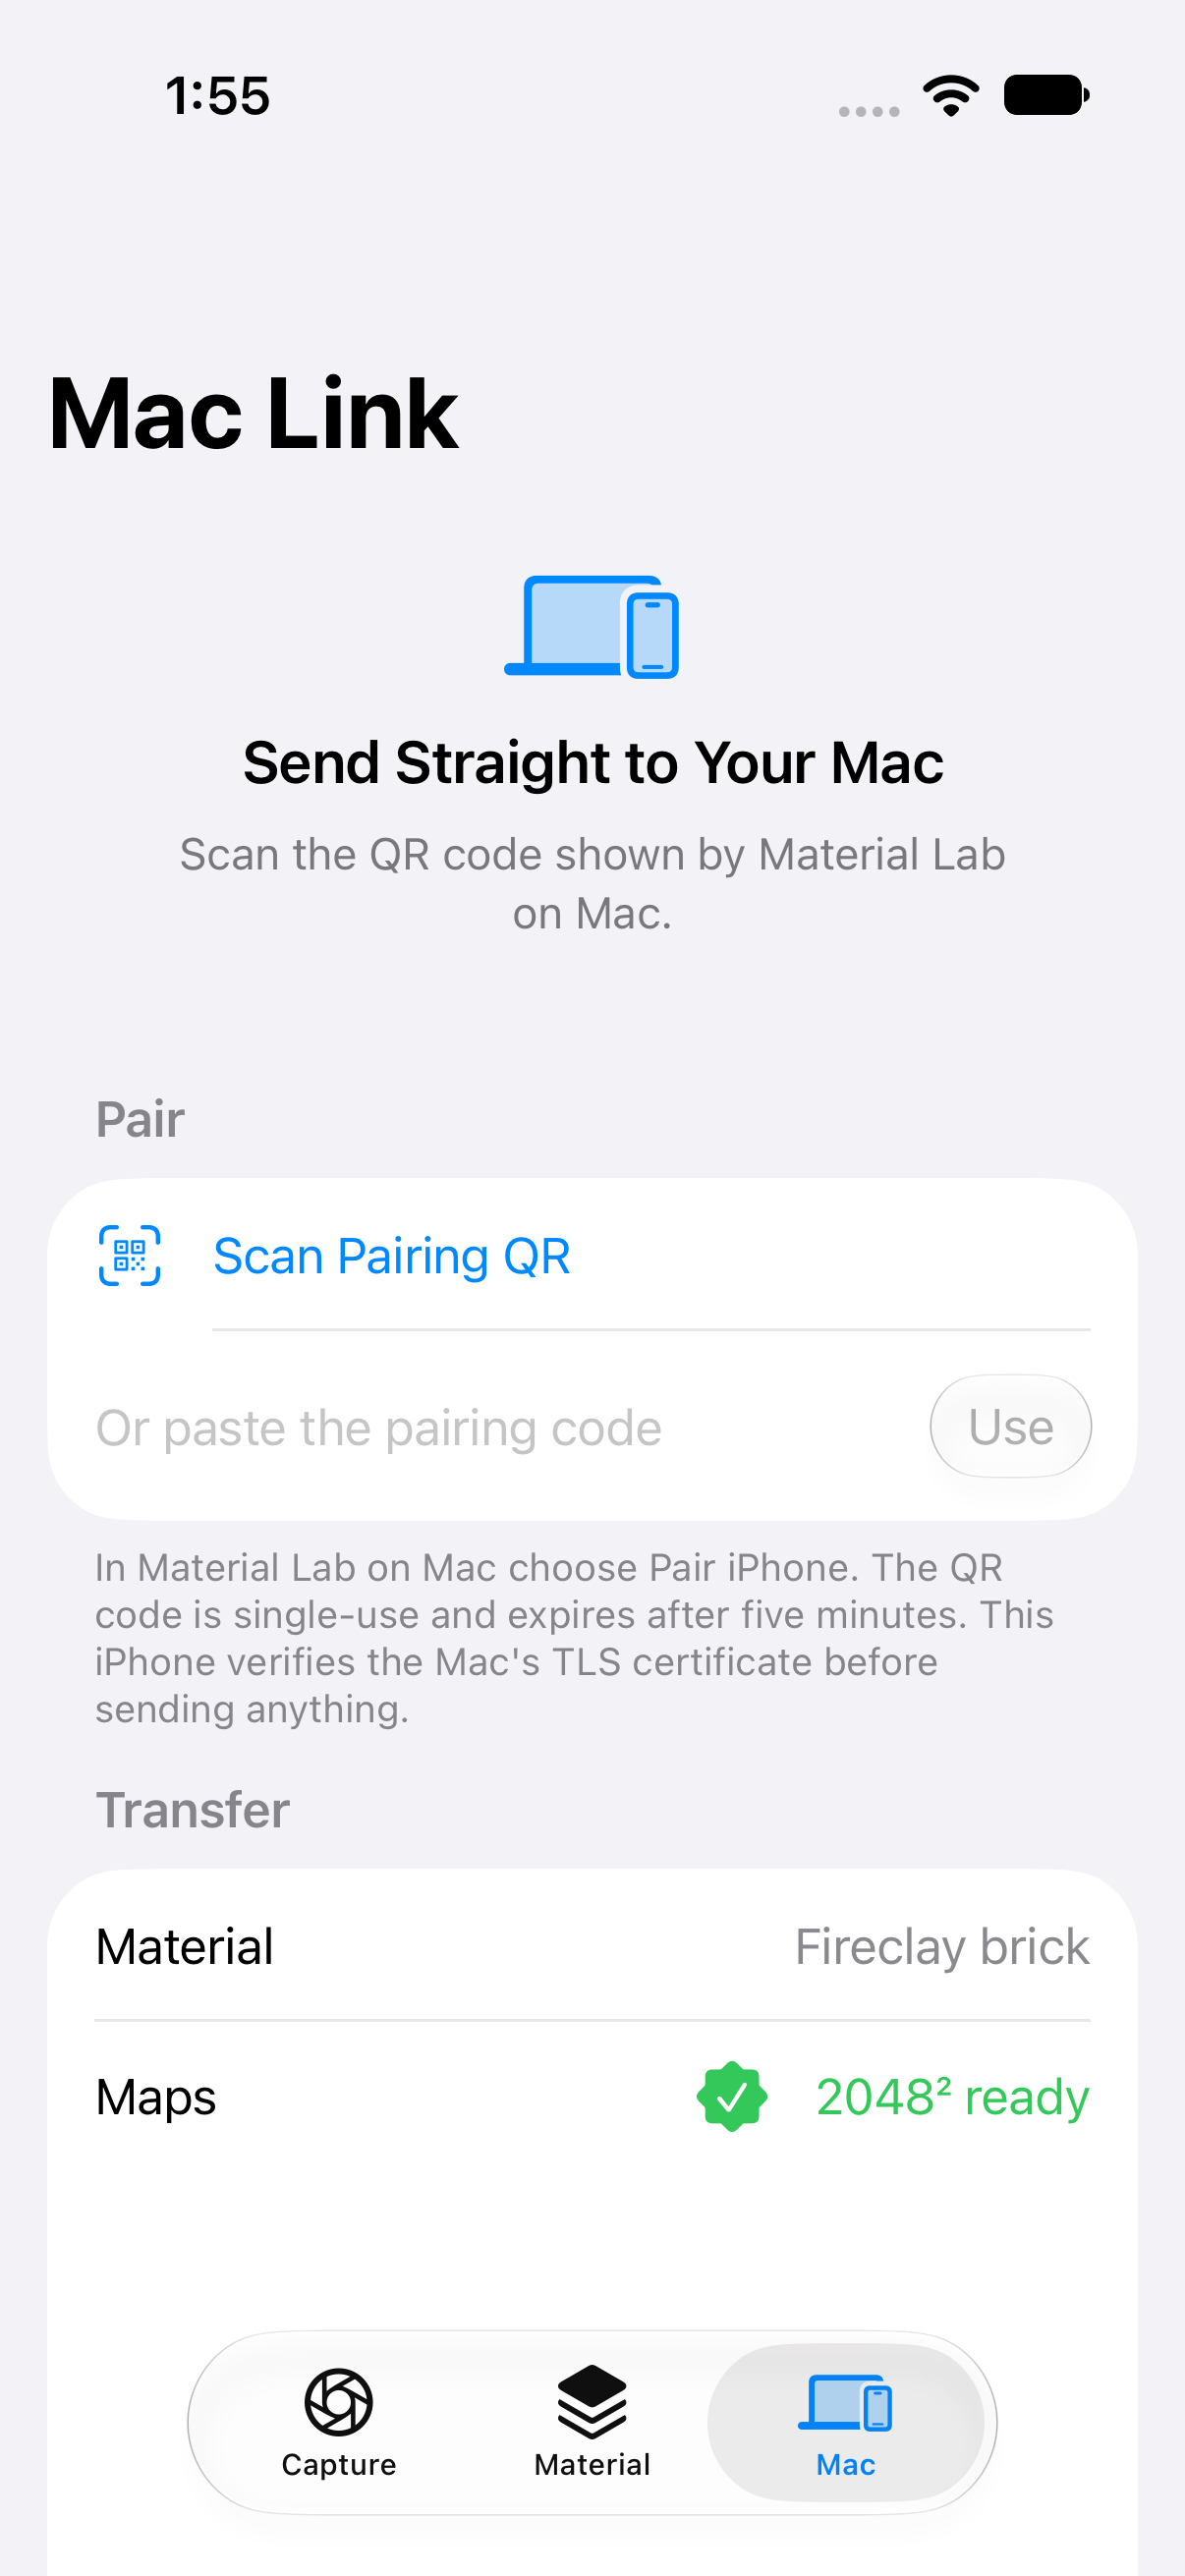 1:55
Mac Link
Send Straight to Your Mac
Scan the QR code shown by Material Lab
on Mac.
Pair
Scan Pairing QR
Or paste the pairing code
Use
In Material Lab on Mac choose Pair iPhone. The QR
code is single-use and expires after five minutes. This
iPhone verifies the Mac's TLS certificate before
sending anything.
Transfer
Material
Fireclay brick
Maps
2048² ready
Capture
Material
Mac